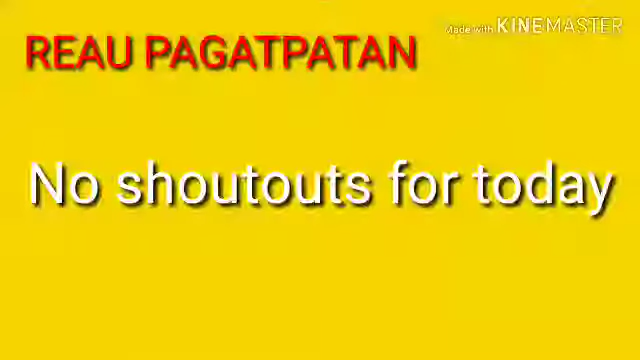 Made with KINEMASTER
REAU PAGATPATAN
No shoutouts for today